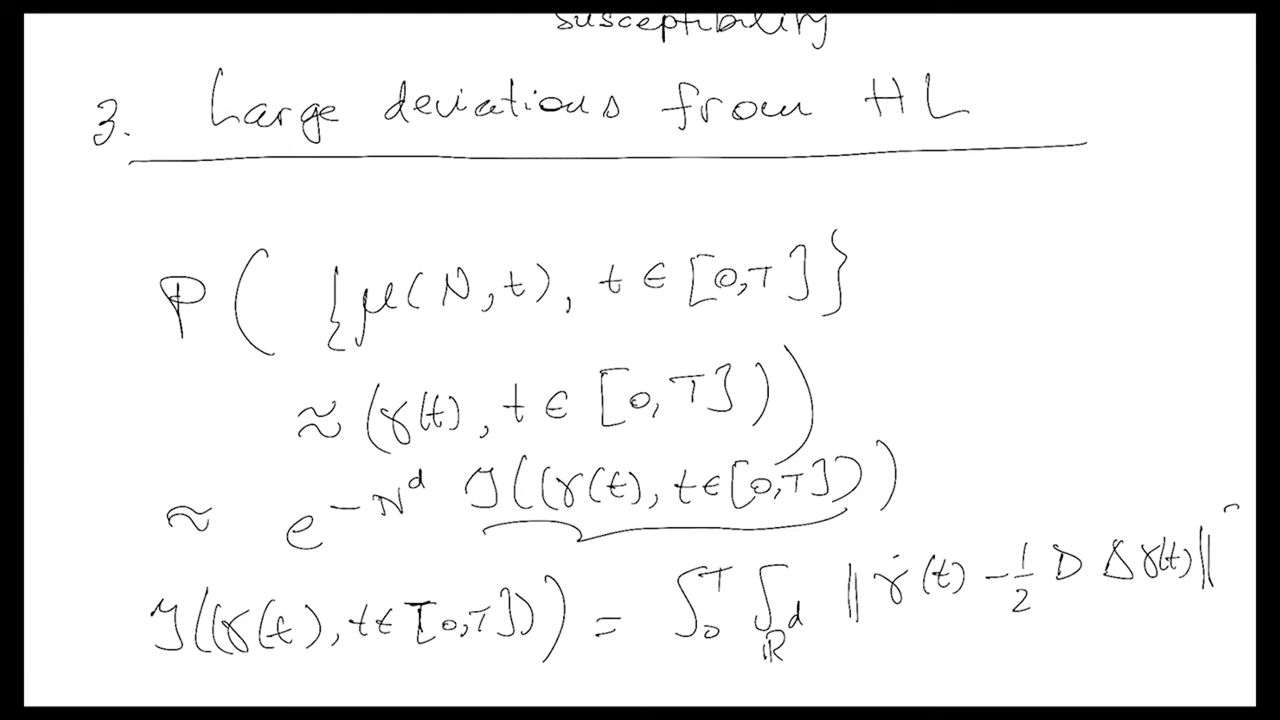 susceptibility
3. Large deviations from HL
P ( { μ(N,t), t ∈ [0,T] }
≈ (γ(t), t ∈ [0,T]) )
≈ e^{-N^d J((γ(t), t∈[0,T]))}
J((γ(t), t∈[0,T])) = ∫_0^T ∫_{ℝ^d} ‖ γ̇(t) - 1/2 D Δγ(t) ‖